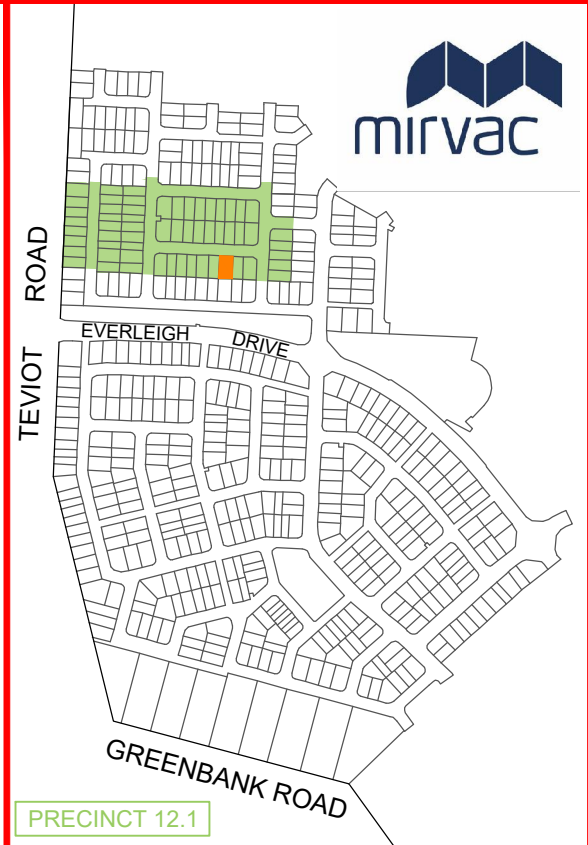 mirvac
TEVIOT ROAD
EVERLEIGH DRIVE
GREENBANK ROAD
PRECINCT 12.1